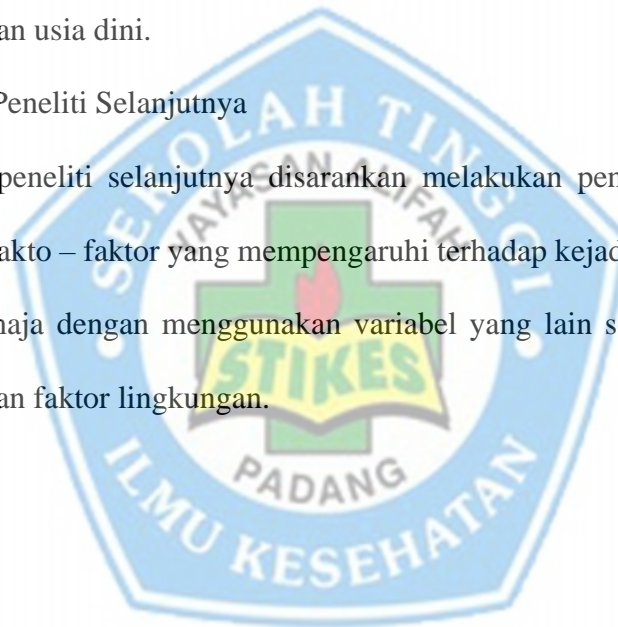 an usia dini.
Peneliti Selanjutnya
peneliti selanjutnya disarankan melakukan pen
akto – faktor yang mempengaruhi terhadap kejad
naja dengan menggunakan variabel yang lain s
an faktor lingkungan.
SEKOLAH TINGGI
YAYASAN ALIFAH
STIKES
PADANG
ILMU KESEHATAN